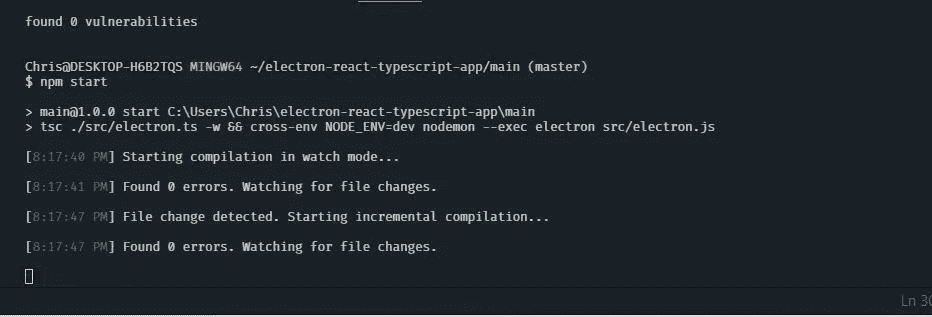 found 0 vulnerabilities
Chris@DESKTOP-H6B2TQS MINGW64 ~/electron-react-typescript-app/main (master)
$ npm start
> main@1.0.0 start C:\Users\Chris\electron-react-typescript-app\main
> tsc ./src/electron.ts -w && cross-env NODE_ENV=dev nodemon --exec electron src/electron.js
[8:17:40 PM] Starting compilation in watch mode...
[8:17:41 PM] Found 0 errors. Watching for file changes.
[8:17:47 PM] File change detected. Starting incremental compilation...
[8:17:47 PM] Found 0 errors. Watching for file changes.
Ln 30